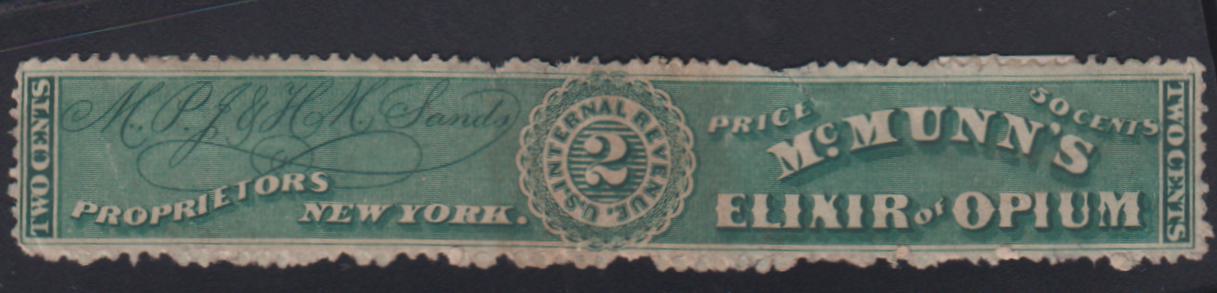 TWO CENTS
M. P. J & H. M. Sands
PROPRIETORS
NEW YORK.
U.S. INTERNAL REVENUE.
2
PRICE 50 CENTS
McMUNN'S
ELIXIR of OPIUM
TWO CENTS